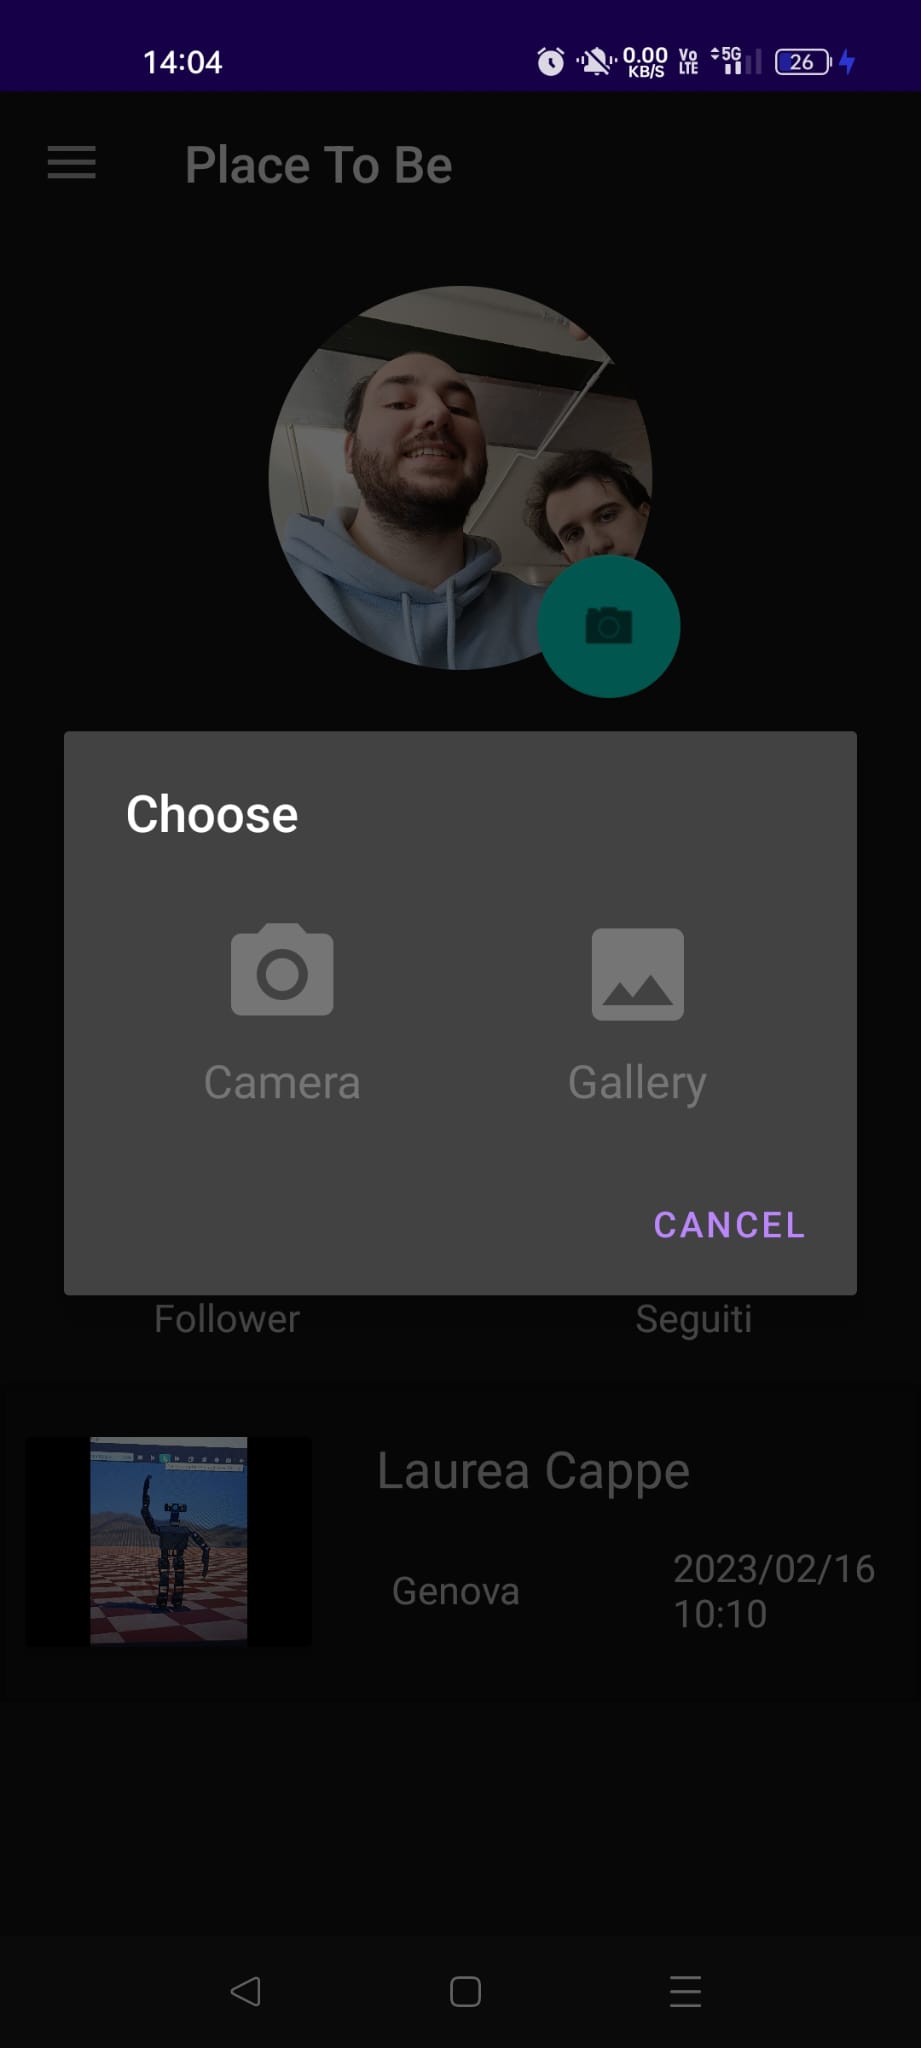 14:04
0.00
KB/S
Vo
LTE
5G
26
Place To Be
Choose
Camera
Gallery
CANCEL
Follower
Seguiti
Laurea Cappe
Genova
2023/02/16
10:10